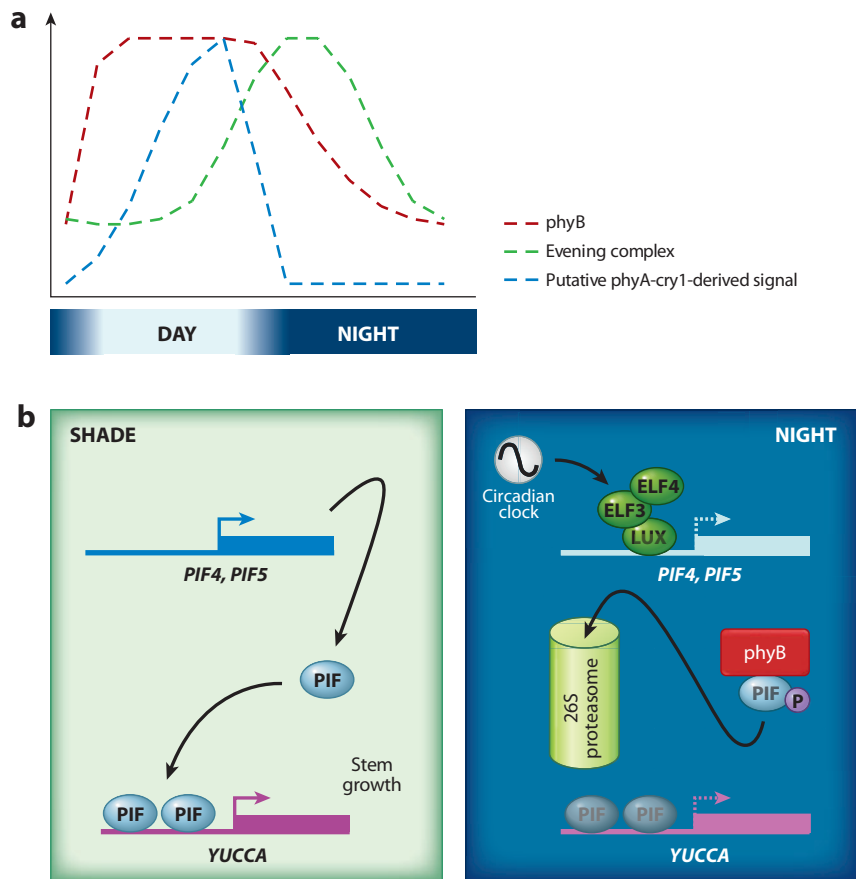 a
phyB
Evening complex
Putative phyA-cry1-derived signal
DAY
NIGHT
b
SHADE
PIF4, PIF5
PIF
Stem
growth
PIF
PIF
YUCCA
NIGHT
Circadian
clock
ELF4
ELF3
LUX
PIF4, PIF5
26S
proteasome
phyB
PIF
P
PIF
PIF
YUCCA